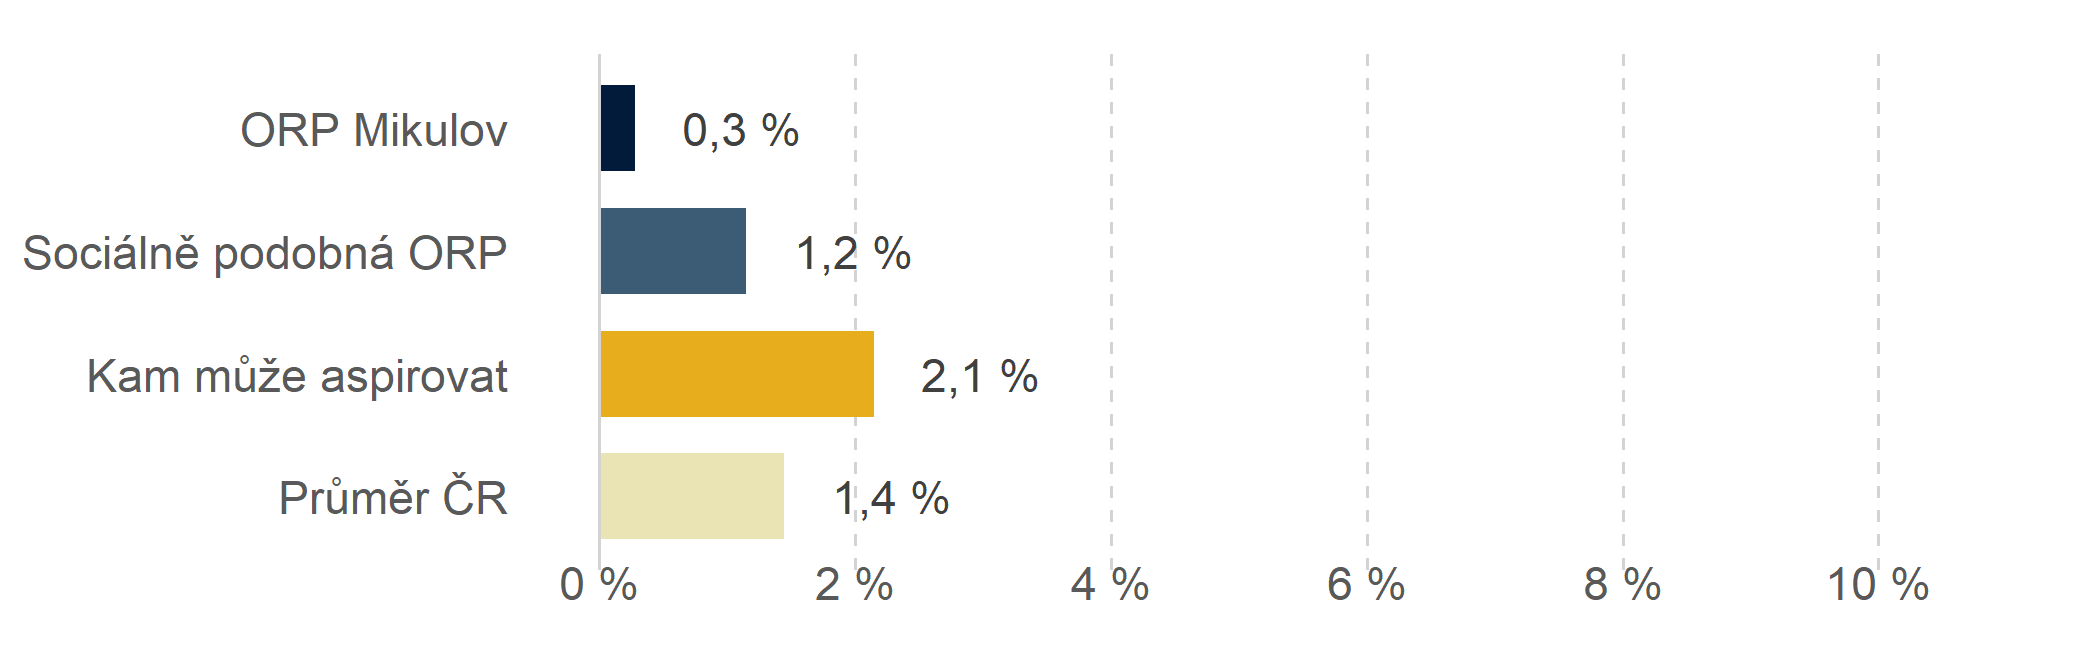 ORP Mikulov 0,3 %
Sociálně podobná ORP 1,2 %
Kam může aspirovat 2,1 %
Průměr ČR 1,4 %
0 % 2 % 4 % 6 % 8 % 10 %